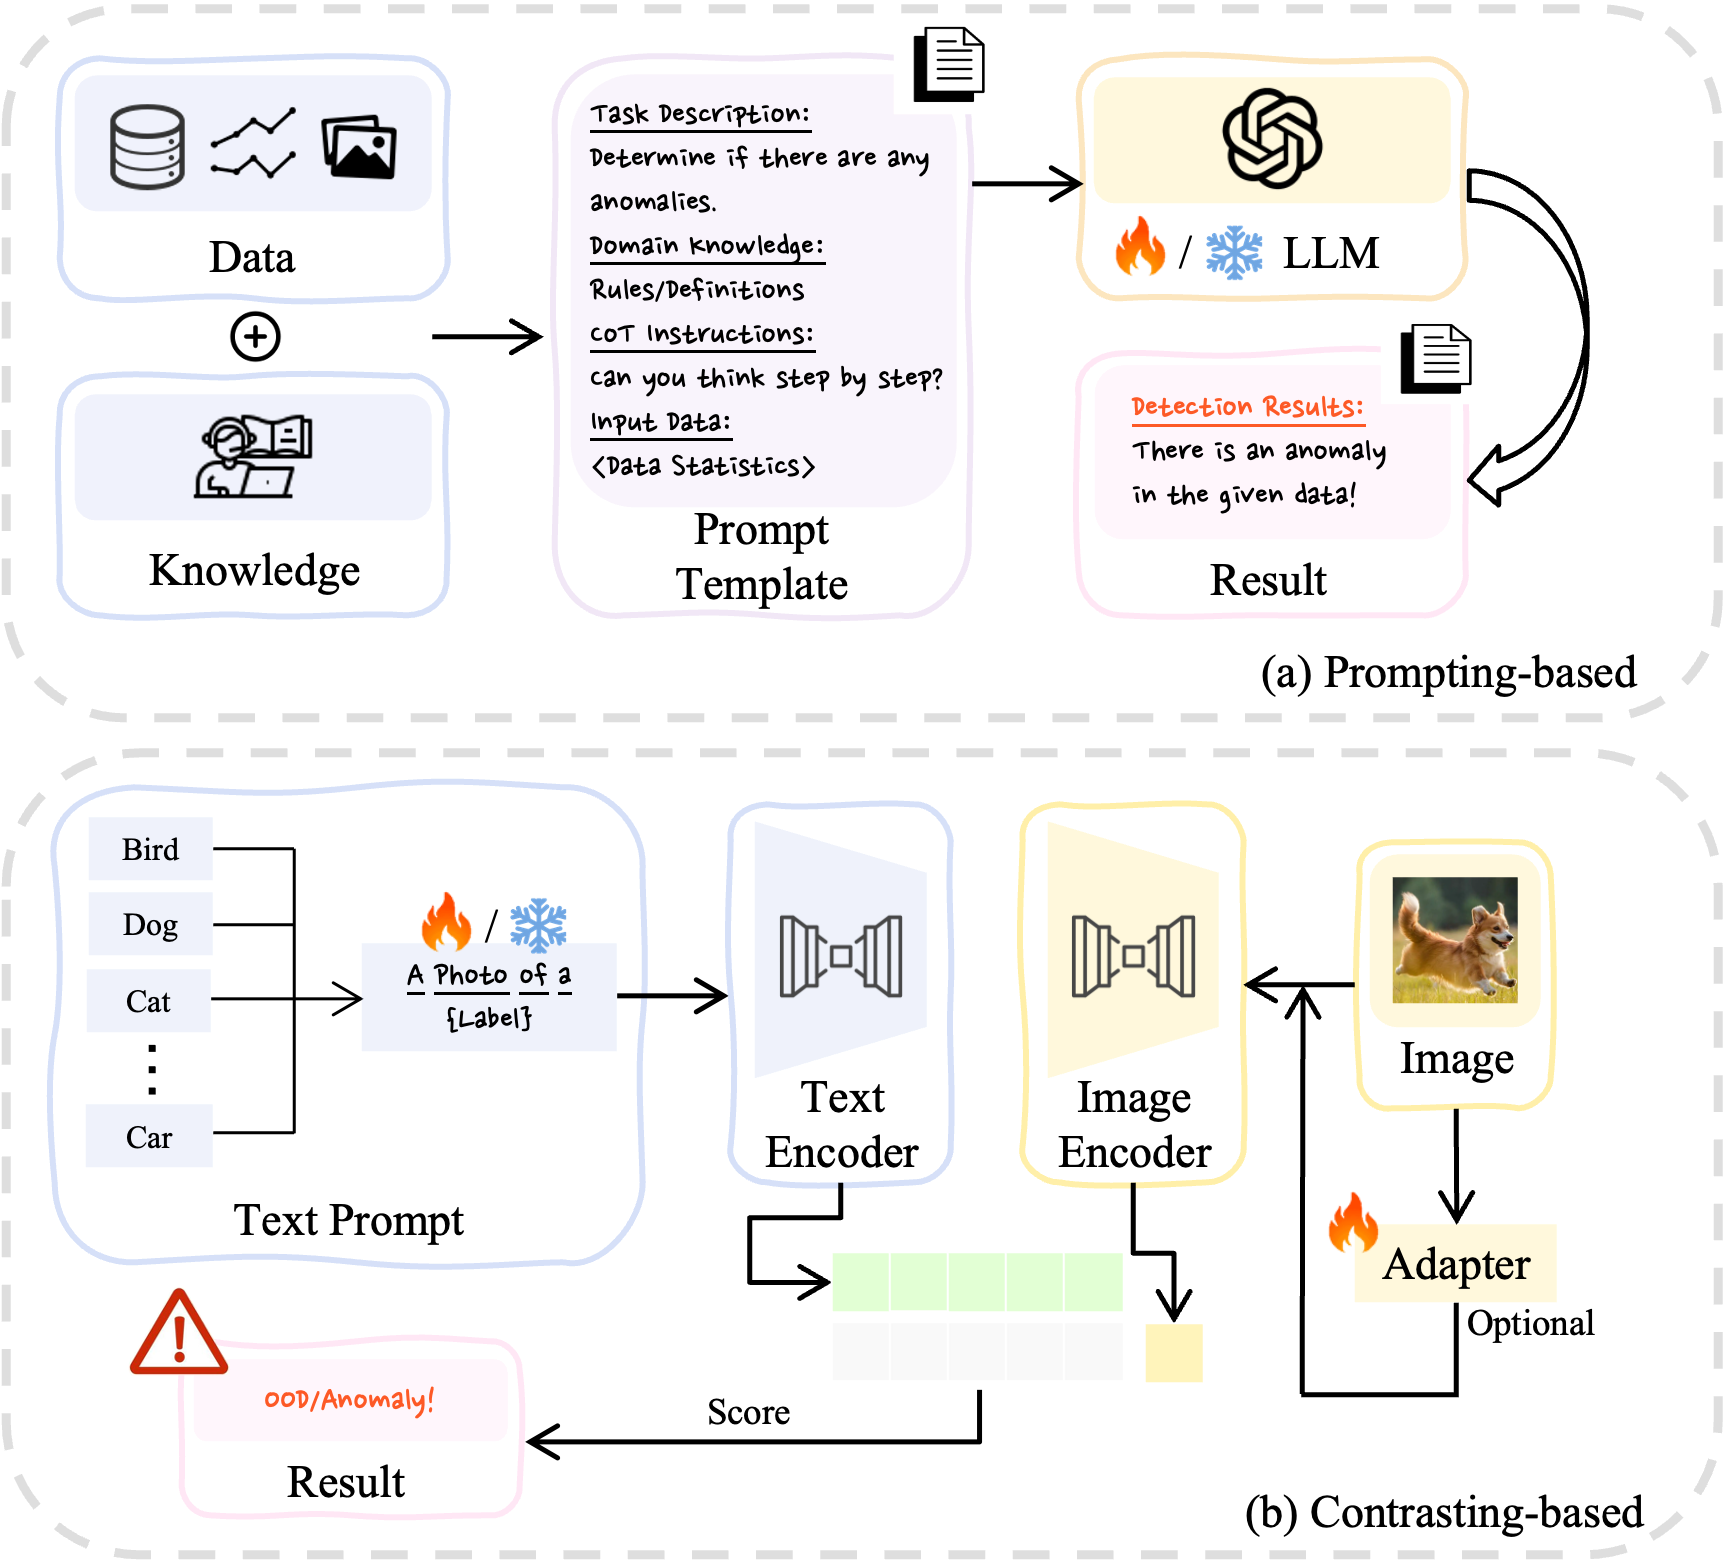 Data
Knowledge
Task Description:
Determine if there are any
anomalies.
Domain Knowledge:
Rules/Definitions
CoT Instructions:
Can you think step by step?
Input Data:
<Data Statistics>
Prompt
Template
/
LLM
Detection Results:
There is an anomaly
in the given data!
Result
(a) Prompting-based
Bird
Dog
Cat
Car
/
A Photo of a
{Label}
Text Prompt
Text
Encoder
Image
Encoder
Image
Adapter
Optional
Score
OOD/Anomaly!
Result
(b) Contrasting-based